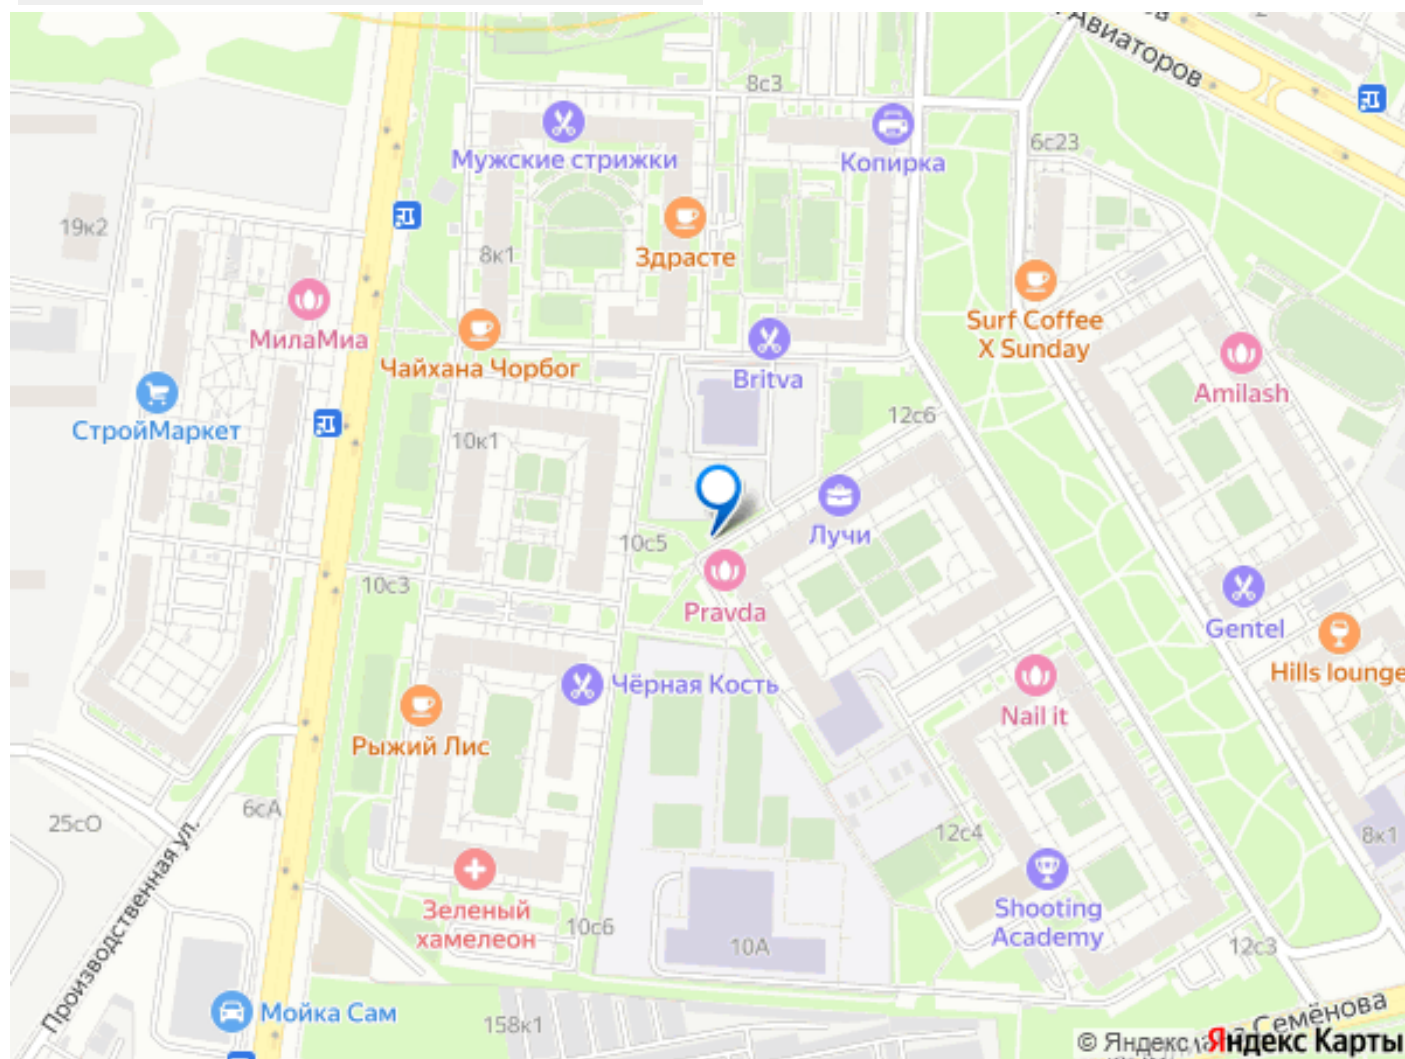 Авиаторов
8с3
6с23
Мужские стрижки
Копирка
19к2
8к1
Здрасте
МилаМиа
Surf Coffee
X Sunday
Чайхана Чорбог
Britva
Amilash
СтройМаркет
12с6
10к1
Лучи
10с5
10с3
Pravda
Gentel
Hills lounge
Чёрная Кость
Nail it
Рыжий Лис
6сА
25сО
12с4
8к1
Производственная ул.
Зеленый
хамелеон
Shooting
Academy
10с6
10А
12с3
Мойка Сам
158к1
Семёнова
© Яндекс
Яндекс Карты